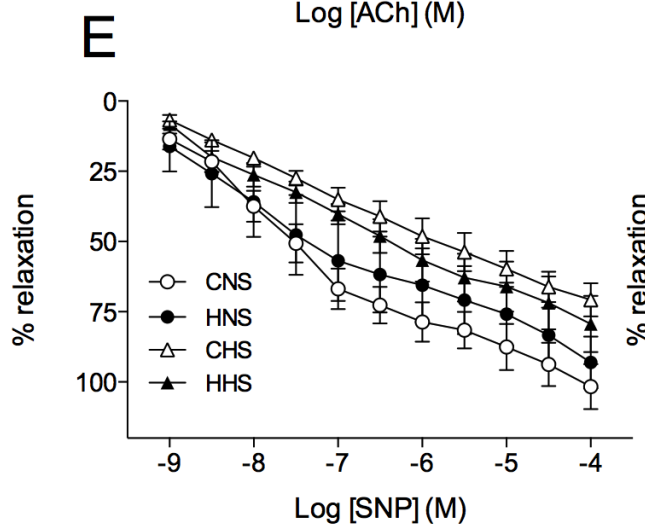 Log [ACh] (M)
E
0
25
50
75
100
% relaxation
% relaxation
CNS
HNS
CHS
HHS
-9 -8 -7 -6 -5 -4
Log [SNP] (M)